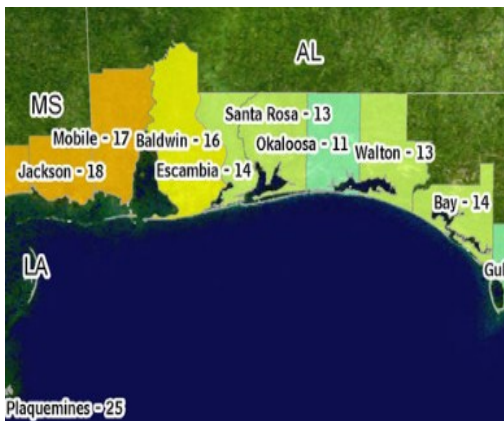 AL
MS
Santa Rosa - 13
Mobile - 17
Baldwin - 16
Okaloosa - 11
Walton - 13
Jackson - 18
Escambia - 14
Bay - 14
Gul
LA
Plaquemines - 25